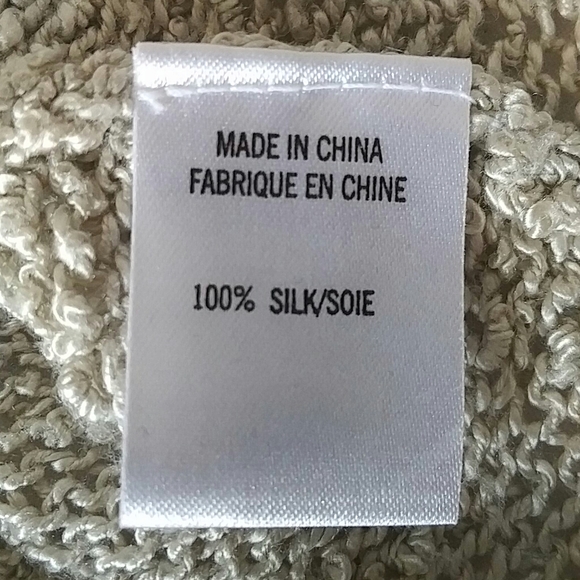 MADE IN CHINA
FABRIQUE EN CHINE
100% SILK/SOIE